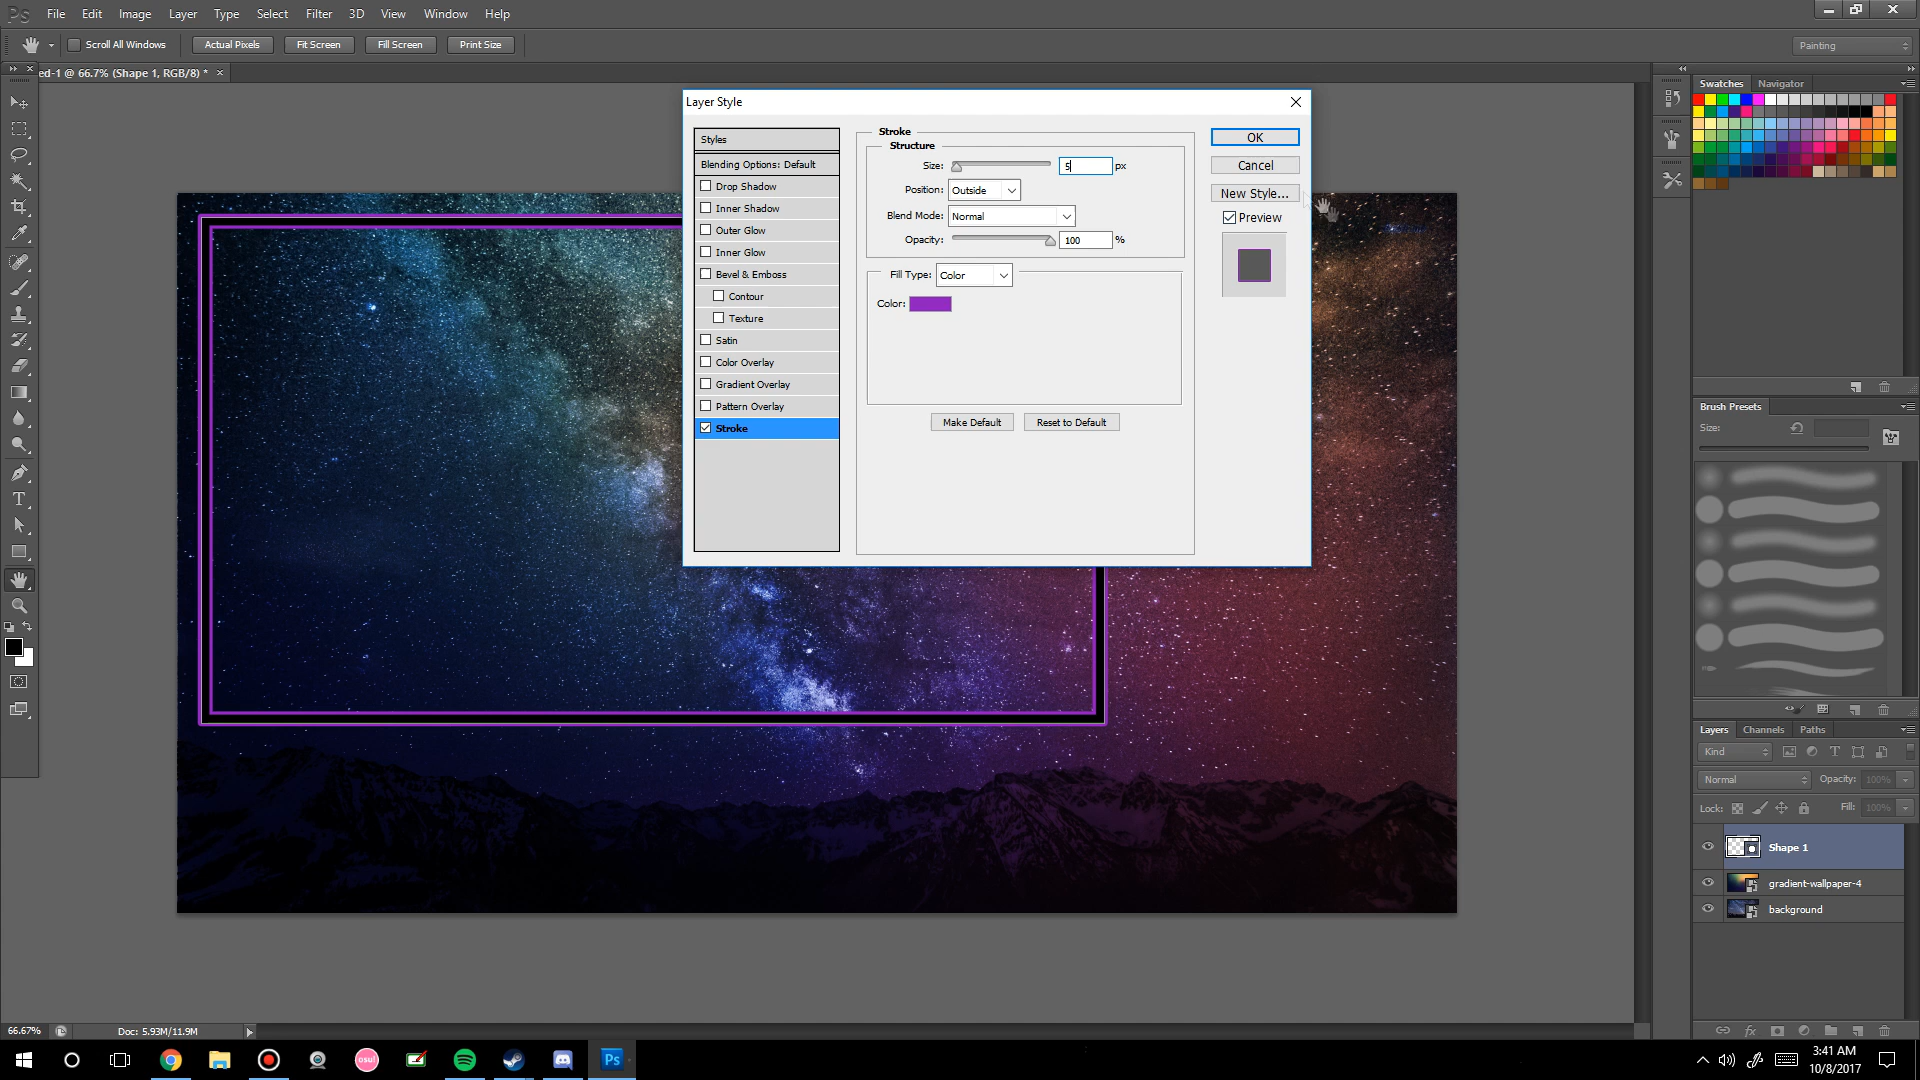 Ps File Edit Image Layer Type Select Filter 3D View Window Help
Scroll All Windows Actual Pixels Fit Screen Fill Screen Print Size Painting
ed-1 @ 66.7% (Shape 1, RGB/8) * ×
Swatches Navigator
Layer Style
Styles
Blending Options: Default
Drop Shadow
Inner Shadow
Outer Glow
Inner Glow
Bevel & Emboss
Contour
Texture
Satin
Color Overlay
Gradient Overlay
Pattern Overlay
Stroke
Stroke
Structure
Size: 5 px
Position: Outside
Blend Mode: Normal
Opacity: 100 %
Fill Type: Color
Color:
Make Default Reset to Default
OK
Cancel
New Style...
Preview
Brush Presets
Size:
Layers Channels Paths
Kind
Normal Opacity: 100%
Lock: Fill: 100%
Shape 1
gradient-wallpaper-4
background
fx
66.67% Doc: 5.93M/11.9M
osu!
Ps
3:41 AM
10/8/2017